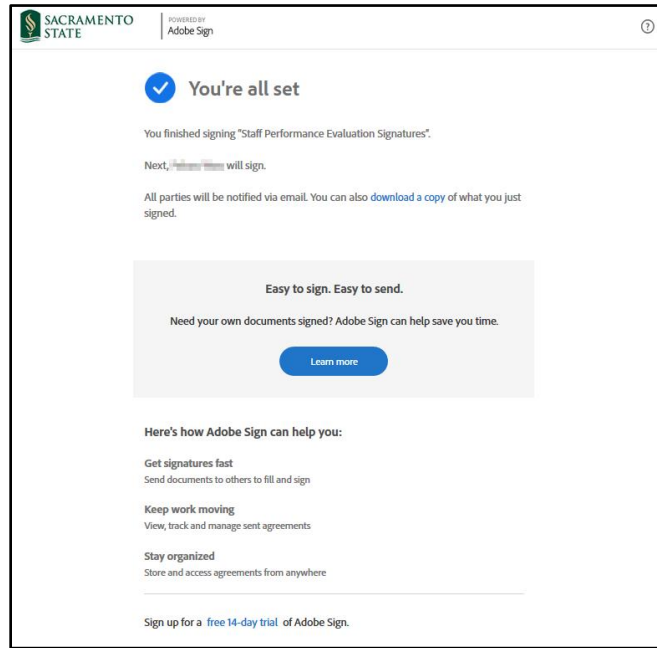 SACRAMENTO
STATE
POWERED BY
Adobe Sign
?
You're all set
You finished signing "Staff Performance Evaluation Signatures".
Next, will sign.
All parties will be notified via email. You can also download a copy of what you just
signed.
Easy to sign. Easy to send.
Need your own documents signed? Adobe Sign can help save you time.
Learn more
Here's how Adobe Sign can help you:
Get signatures fast
Send documents to others to fill and sign
Keep work moving
View, track and manage sent agreements
Stay organized
Store and access agreements from anywhere
Sign up for a free 14-day trial of Adobe Sign.